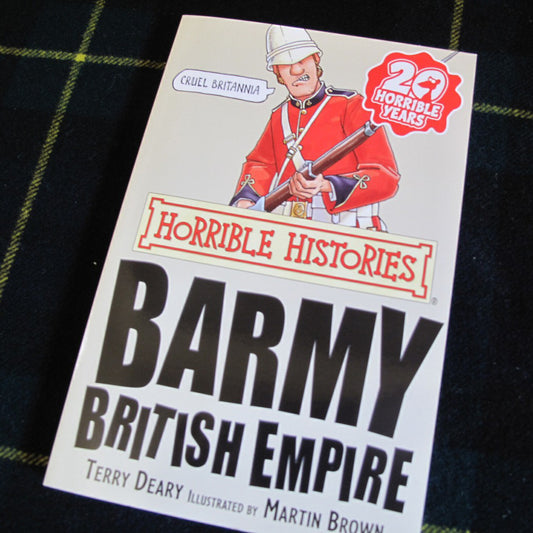 CRUEL BRITANNIA
20
HORRIBLE
YEARS
HORRIBLE HISTORIES
®
BARMY
BRITISH EMPIRE
TERRY DEARY ILLUSTRATED BY MARTIN BROWN